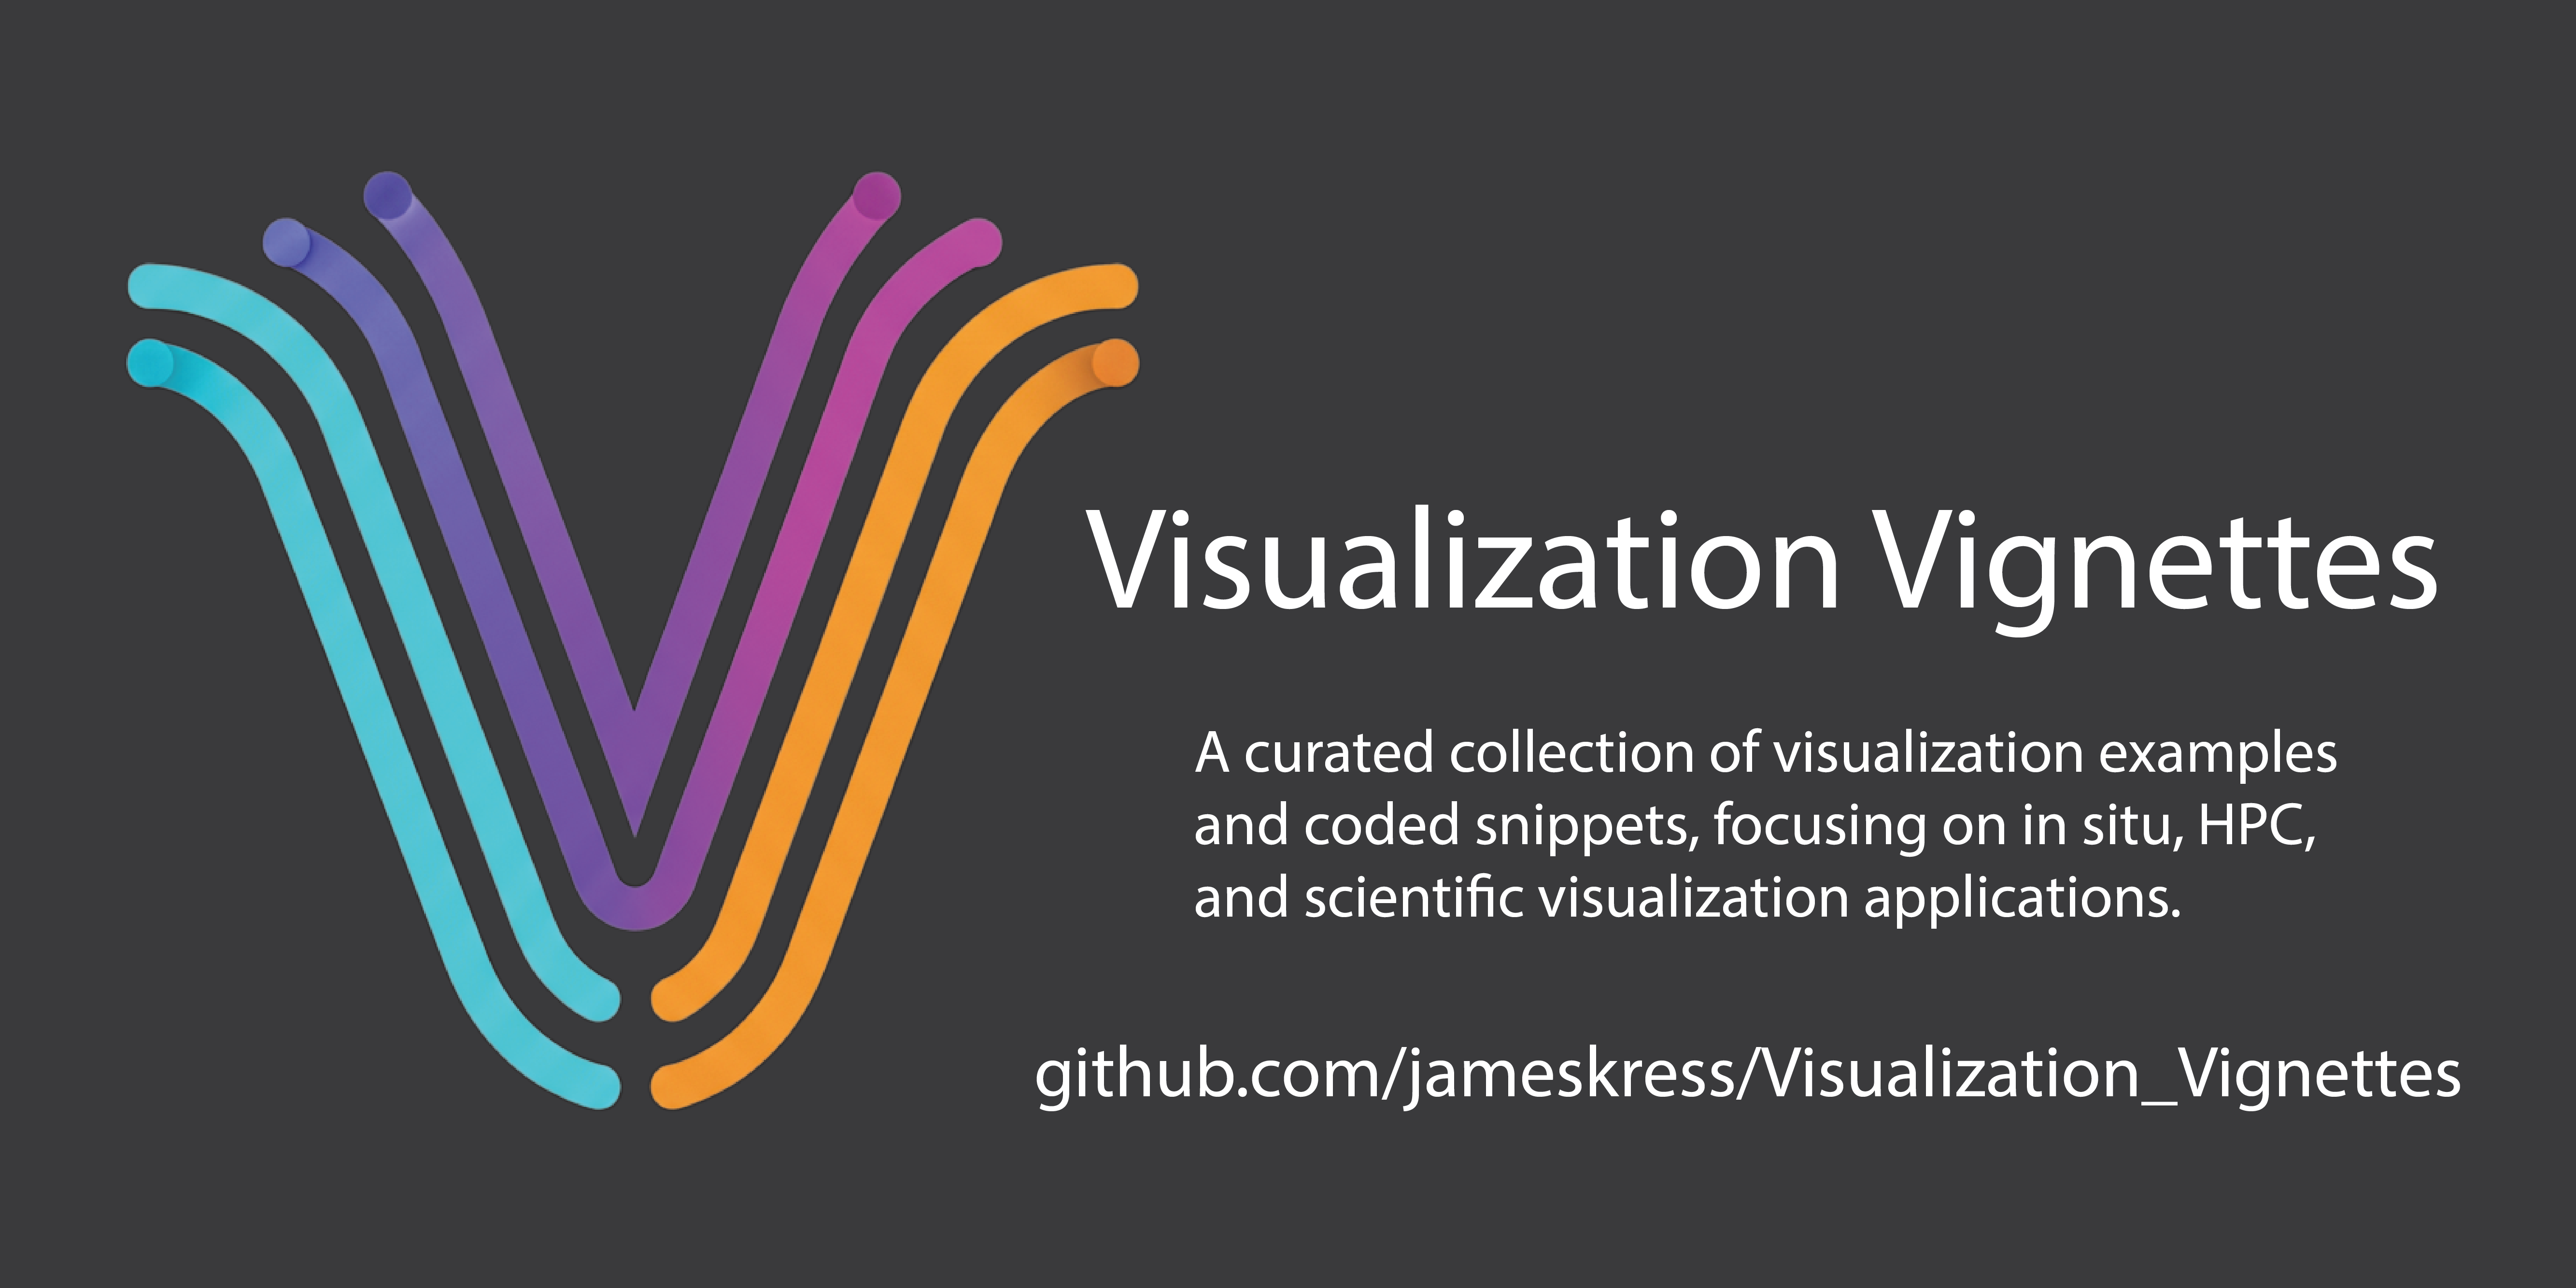 Visualization Vignettes
A curated collection of visualization examples
and coded snippets, focusing on in situ, HPC,
and scientific visualization applications.
github.com/jameskress/Visualization_Vignettes